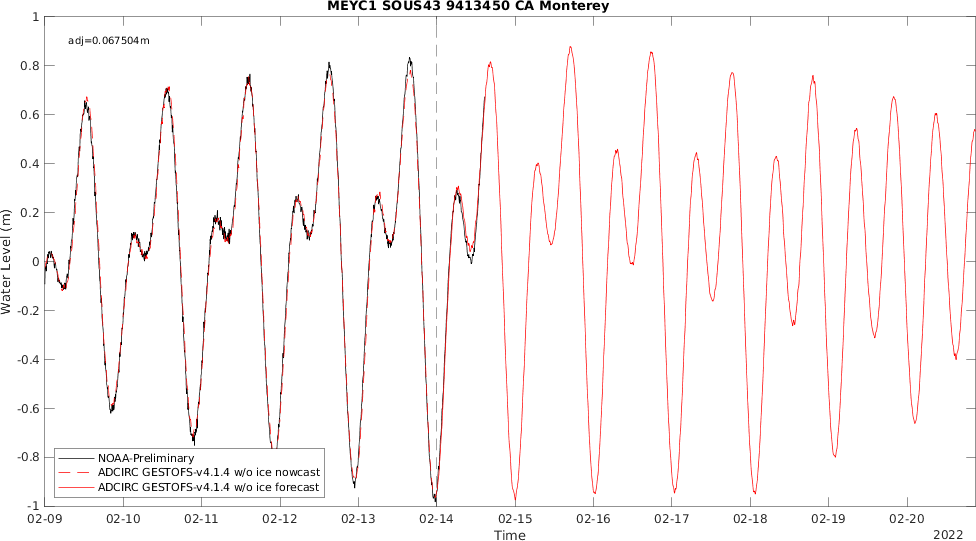 MEYC1 SOUS43 9413450 CA Monterey
adj=0.067504m
1
0.8
0.6
0.4
0.2
0
-0.2
-0.4
-0.6
-0.8
-1
Water Level (m)
NOAA-Preliminary
ADCIRC GESTOFS-v4.1.4 w/o ice nowcast
ADCIRC GESTOFS-v4.1.4 w/o ice forecast
02-09 02-10 02-11 02-12 02-13 02-14 02-15 02-16 02-17 02-18 02-19 02-20
Time
2022